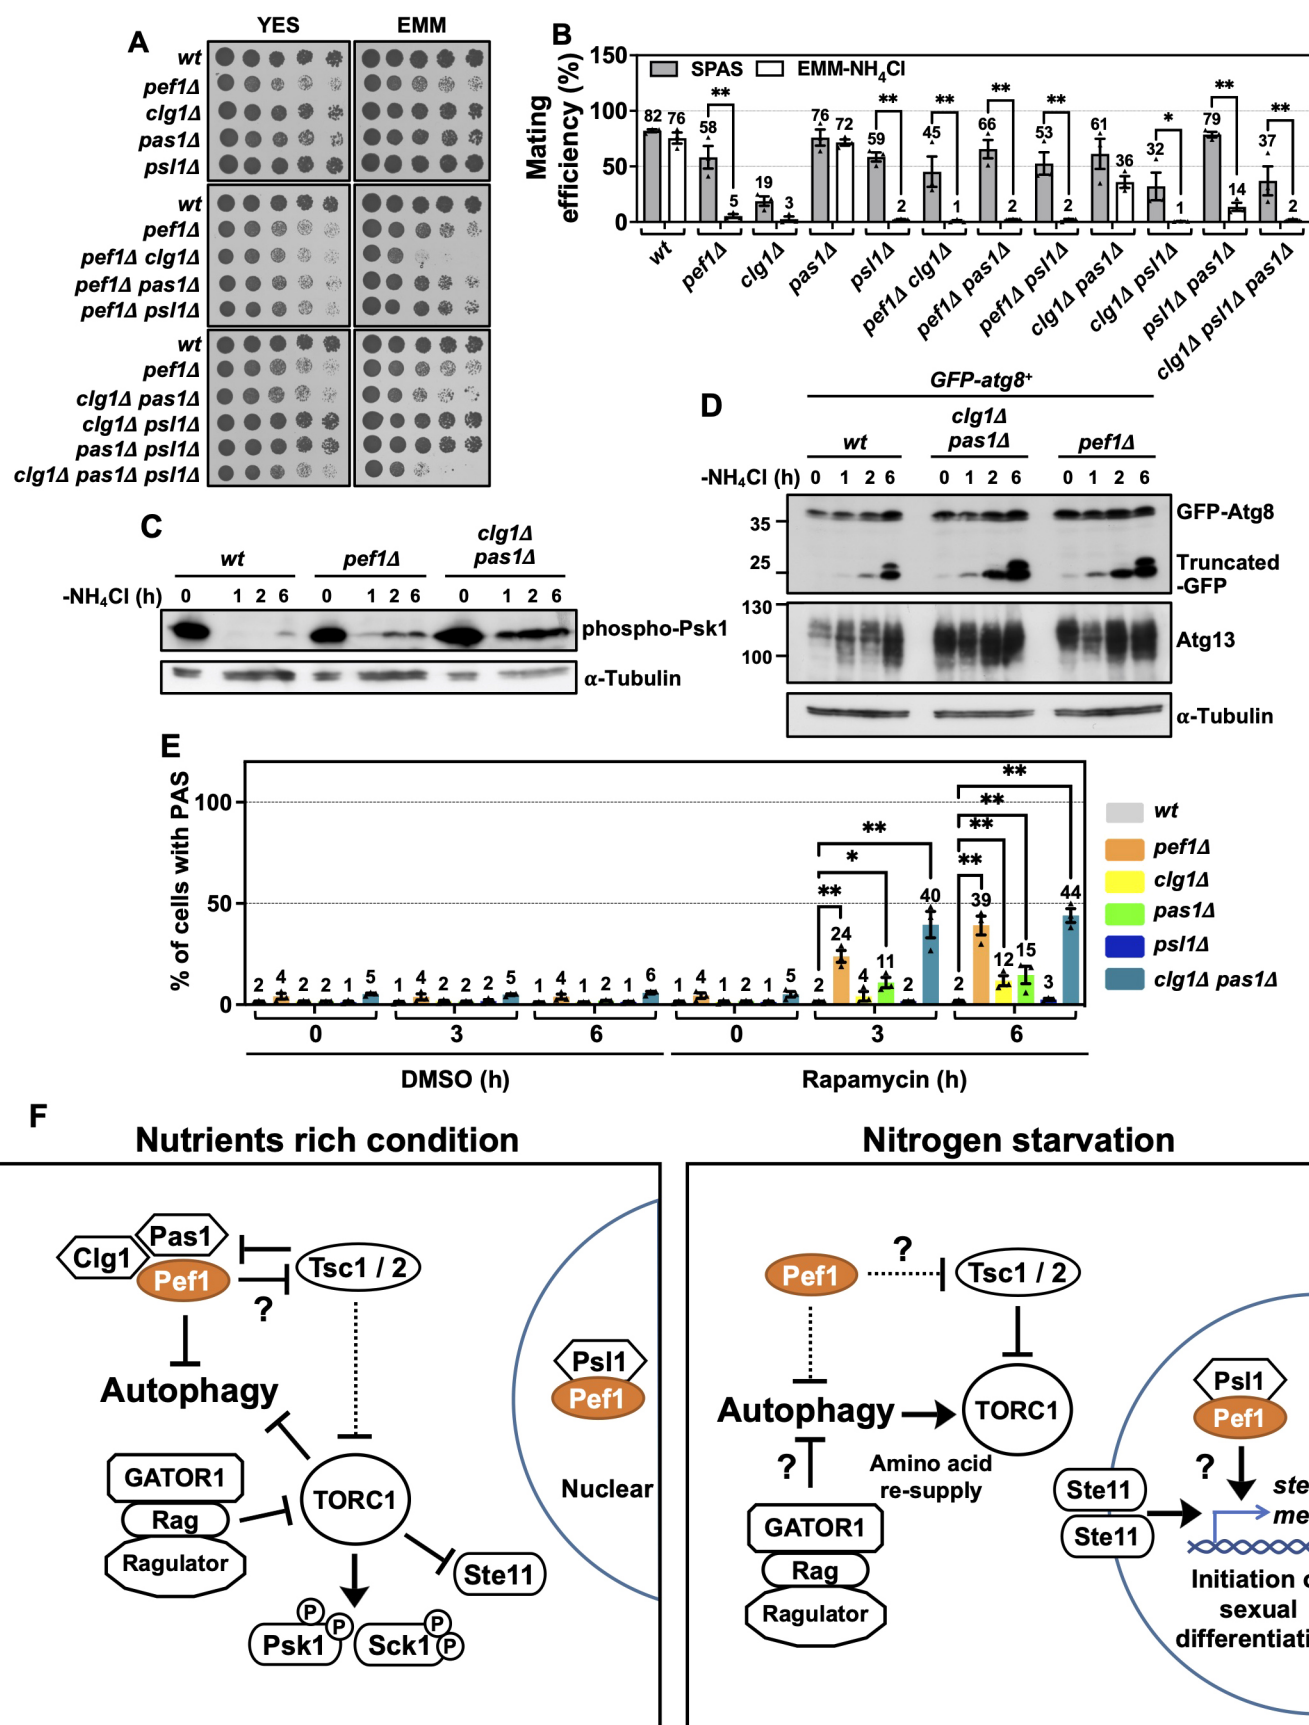 A
YES EMM
wt
pef1Δ
clg1Δ
pas1Δ
psl1Δ
wt
pef1Δ
pef1Δ clg1Δ
pef1Δ pas1Δ
pef1Δ psl1Δ
wt
pef1Δ
clg1Δ pas1Δ
clg1Δ psl1Δ
pas1Δ psl1Δ
clg1Δ pas1Δ psl1Δ
B
Mating
efficiency (%)
150
100
50
0
SPAS EMM-NH4Cl
** ** ** ** ** * ** **
82 76 58 5 19 3 76 72 59 2 45 1 66 2 53 2 61 36 32 1 79 14 37 2
wt
pef1Δ
clg1Δ
pas1Δ
psl1Δ
pef1Δ clg1Δ
pef1Δ pas1Δ
pef1Δ psl1Δ
clg1Δ pas1Δ
clg1Δ psl1Δ
psl1Δ pas1Δ
clg1Δ psl1Δ pas1Δ
C
wt pef1Δ clg1Δ
pas1Δ
-NH4Cl (h) 0 1 2 6 0 1 2 6 0 1 2 6
phospho-Psk1
α-Tubulin
D
GFP-atg8+
wt clg1Δ
pas1Δ pef1Δ
-NH4Cl (h) 0 1 2 6 0 1 2 6 0 1 2 6
35
25
GFP-Atg8
Truncated
-GFP
130
100
Atg13
α-Tubulin
E
% of cells with PAS
100
50
0
2 4 2 2 1 5 1 4 2 2 2 5 1 4 1 2 1 6 1 4 1 2 1 5 2 24 4 11 2 40 2 39 12 15 3 44
** * ** ** ** ** **
0 3 6 0 3 6
DMSO (h) Rapamycin (h)
wt
pef1Δ
clg1Δ
pas1Δ
psl1Δ
clg1Δ pas1Δ
F
Nutrients rich condition
Pas1
Clg1
Pef1
Tsc1 / 2
?
Autophagy
GATOR1
Rag
Ragulator
TORC1
Ste11
P P P P
Psk1 Sck1
Psl1
Pef1
Nuclear
Nitrogen starvation
Pef1 ? Tsc1 / 2
Autophagy
TORC1
Amino acid
re-supply
?
GATOR1
Rag
Ragulator
Psl1
Pef1
?
Ste11
Ste11
ste
me
Initiation
sexual